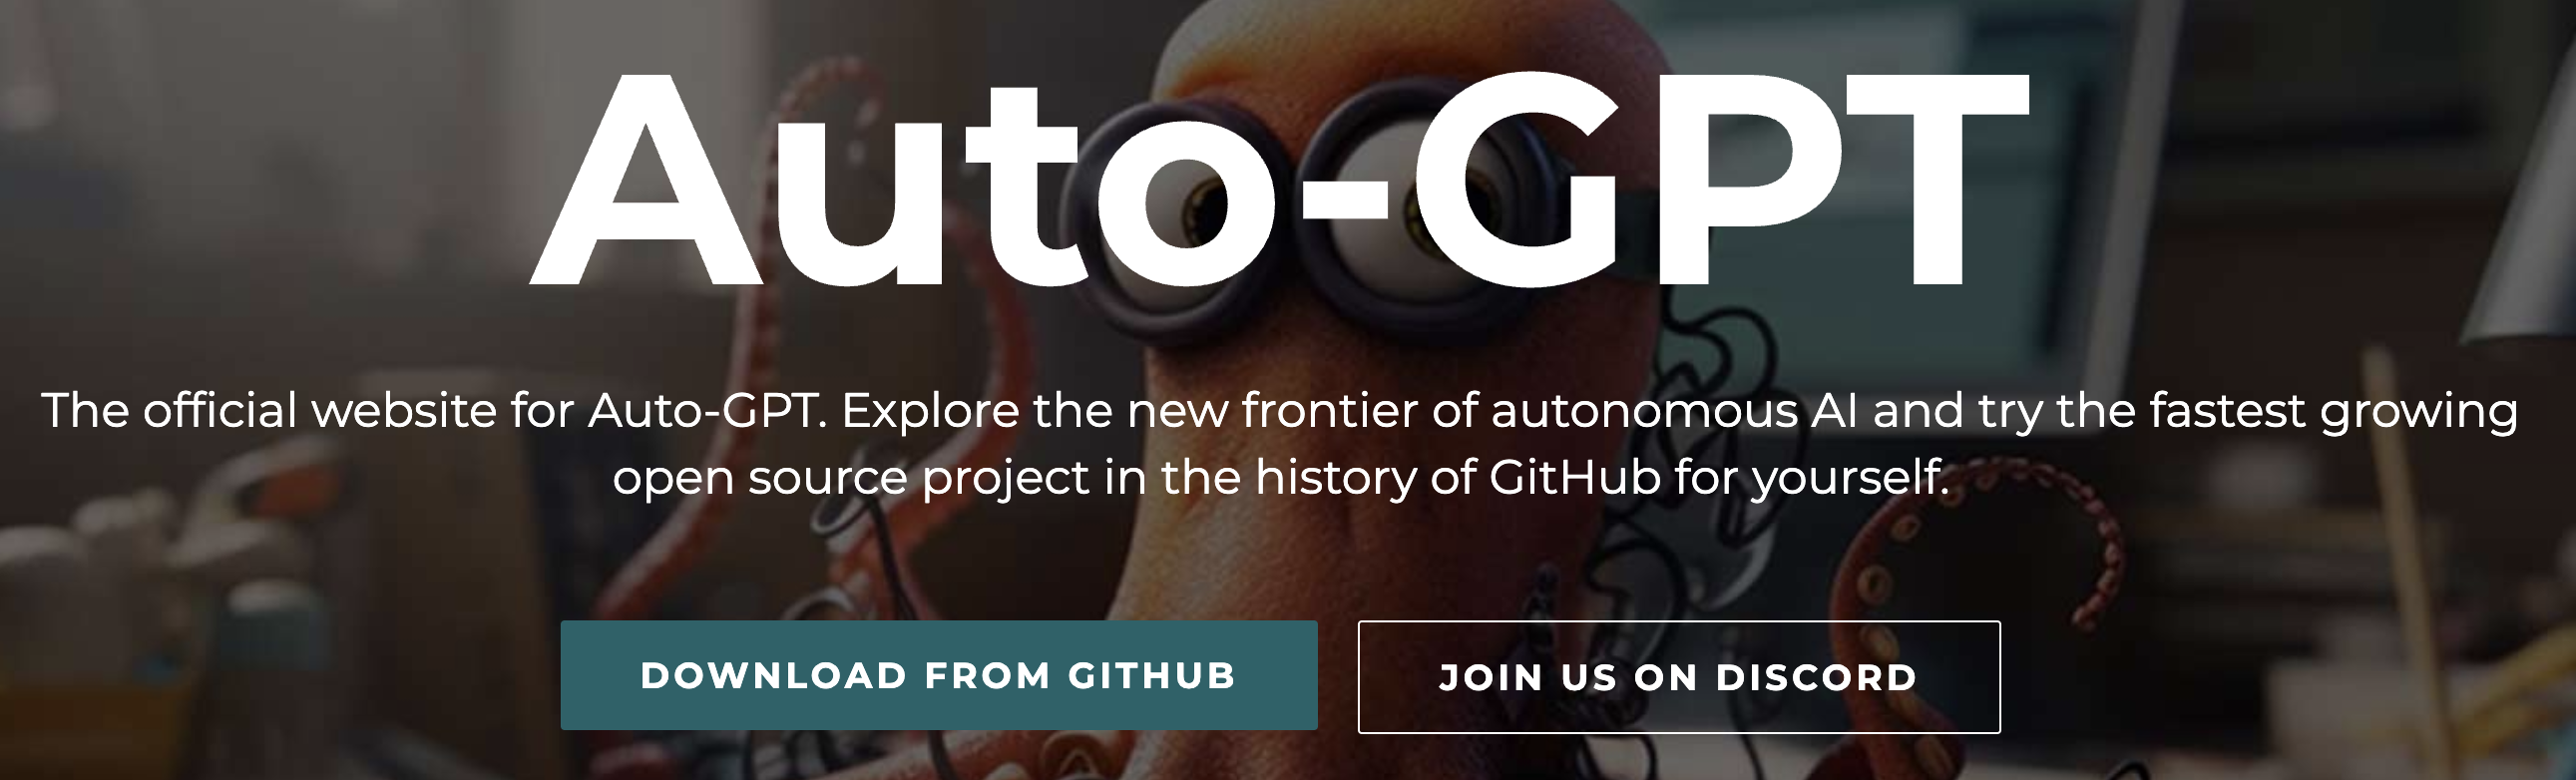 Auto-GPT
The official website for Auto-GPT. Explore the new frontier of autonomous AI and try the fastest growing
open source project in the history of GitHub for yourself.
DOWNLOAD FROM GITHUB
JOIN US ON DISCORD